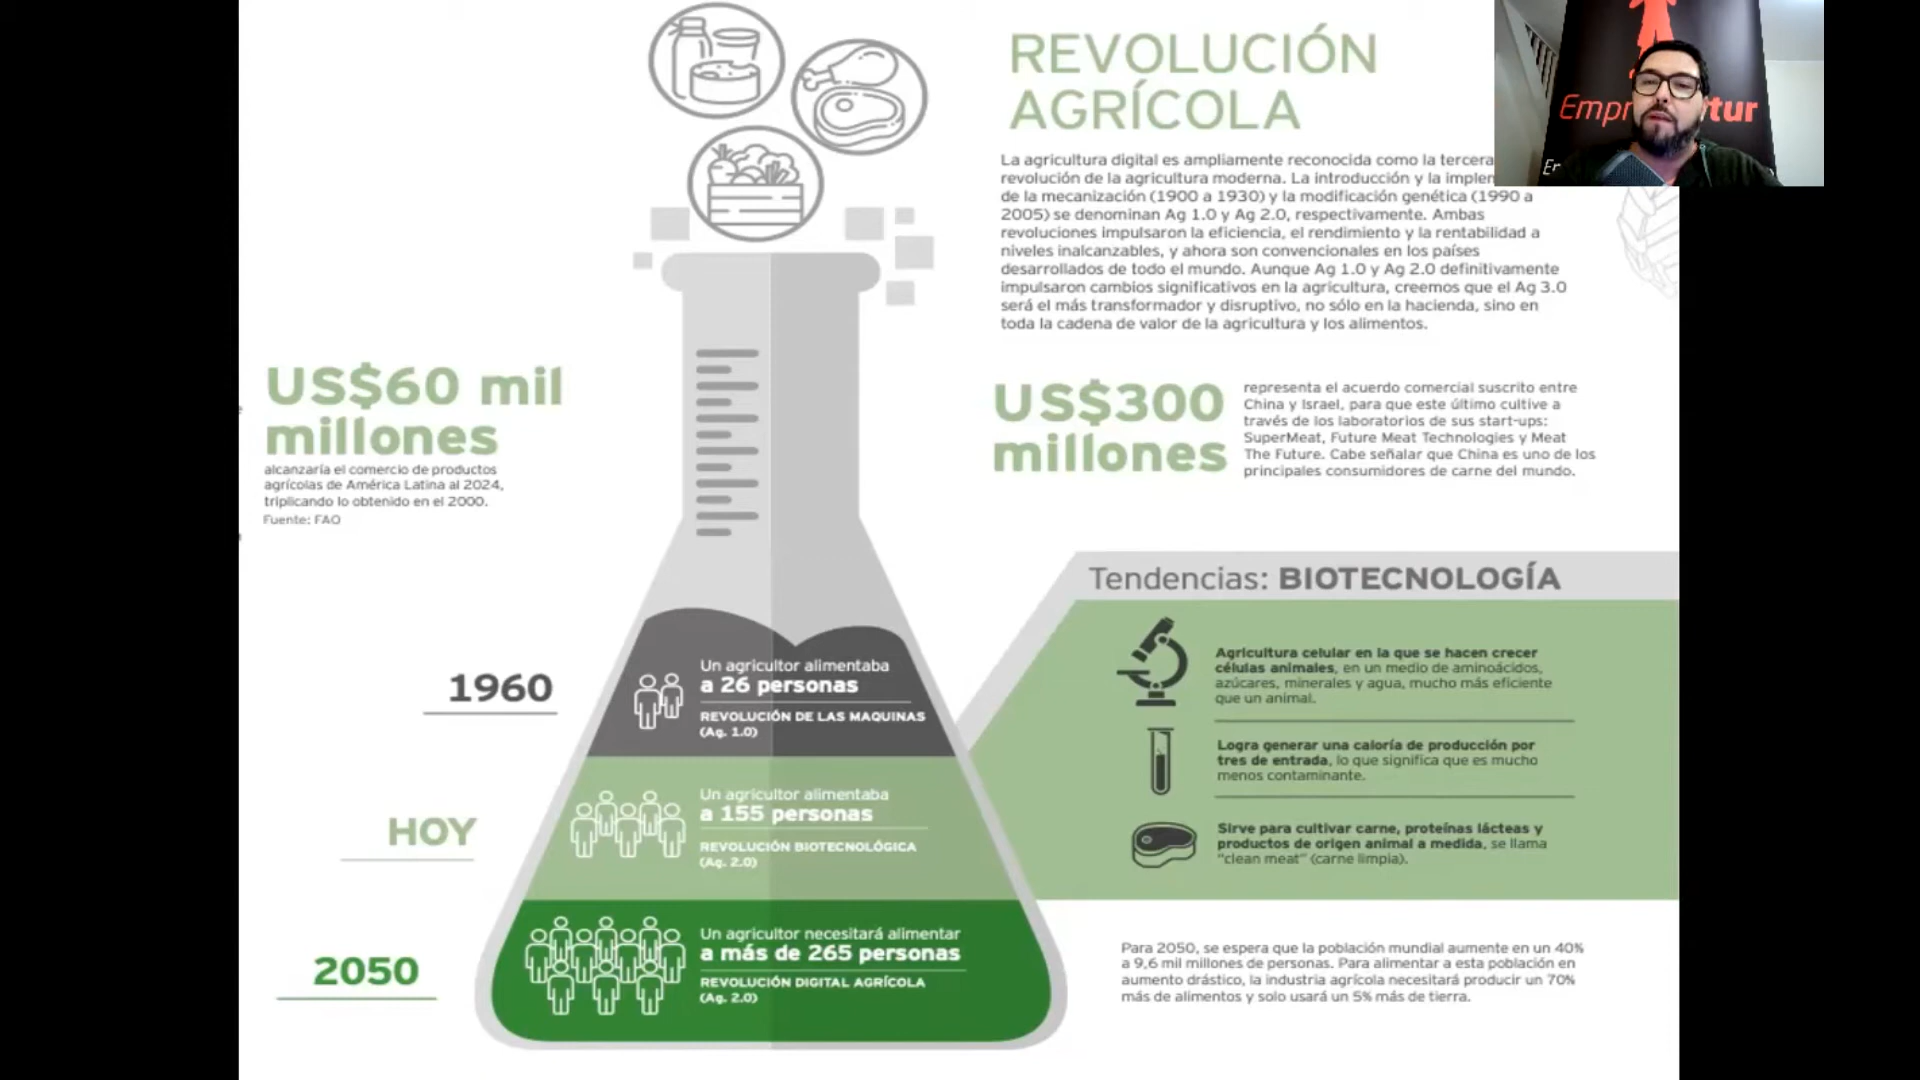 REVOLUCIÓN
AGRÍCOLA
La agricultura digital es ampliamente reconocida como la tercera
revolución de la agricultura moderna. La introducción y la
de la mecanización (1900 a 1930) y la modificación genética (1990 a
2005) se denominan Ag 1.0 y Ag 2.0, respectivamente. Ambas
revoluciones impulsaron la eficiencia, el rendimiento y la rentabilidad a
niveles inalcanzables, y ahora son convencionales en los países
desarrollados de todo el mundo. Aunque Ag 1.0 y Ag 2.0 definitivamente
impulsaron cambios significativos en la agricultura, creemos que el Ag 3.0
será el más transformador y disruptivo, no sólo en la hacienda, sino en
toda la cadena de valor de la agricultura y los alimentos.
US$60 mil
millones
alcanzaría el comercio de productos
agrícolas de América Latina al 2024,
triplicando lo obtenido en el 2000.
Fuente: FAO
US$300
millones
representa el acuerdo comercial suscrito entre
China y Israel, para que este último cultive a
través de los laboratorios de sus start-ups:
SuperMeat, Future Meat Technologies y Meat
The Future. Cabe señalar que China es uno de los
principales consumidores de carne del mundo.
Tendencias: BIOTECNOLOGÍA
Agricultura celular en la que se hacen crecer
células animales, en un medio de aminoácidos,
azúcares, minerales y agua, mucho más eficiente
que un animal.
Logra generar una caloría de producción por
tres de entrada, lo que significa que es mucho
menos contaminante.
Sirve para cultivar carne, proteínas lácteas y
productos de origen animal a medida, se llama
"clean meat" (carne limpia).
1960
Un agricultor alimentaba
a 26 personas
REVOLUCIÓN DE LAS MAQUINAS
(Ag. 1.0)
HOY
Un agricultor alimentaba
a 155 personas
REVOLUCIÓN BIOTECNOLÓGICA
(Ag. 2.0)
2050
Un agricultor necesitará alimentar
a más de 265 personas
REVOLUCIÓN DIGITAL AGRÍCOLA
(Ag. 2.0)
Para 2050, se espera que la población mundial aumente en un 40%
a 9,6 mil millones de personas. Para alimentar a esta población en
aumento drástico, la industria agrícola necesitará producir un 70%
más de alimentos y solo usará un 5% más de tierra.